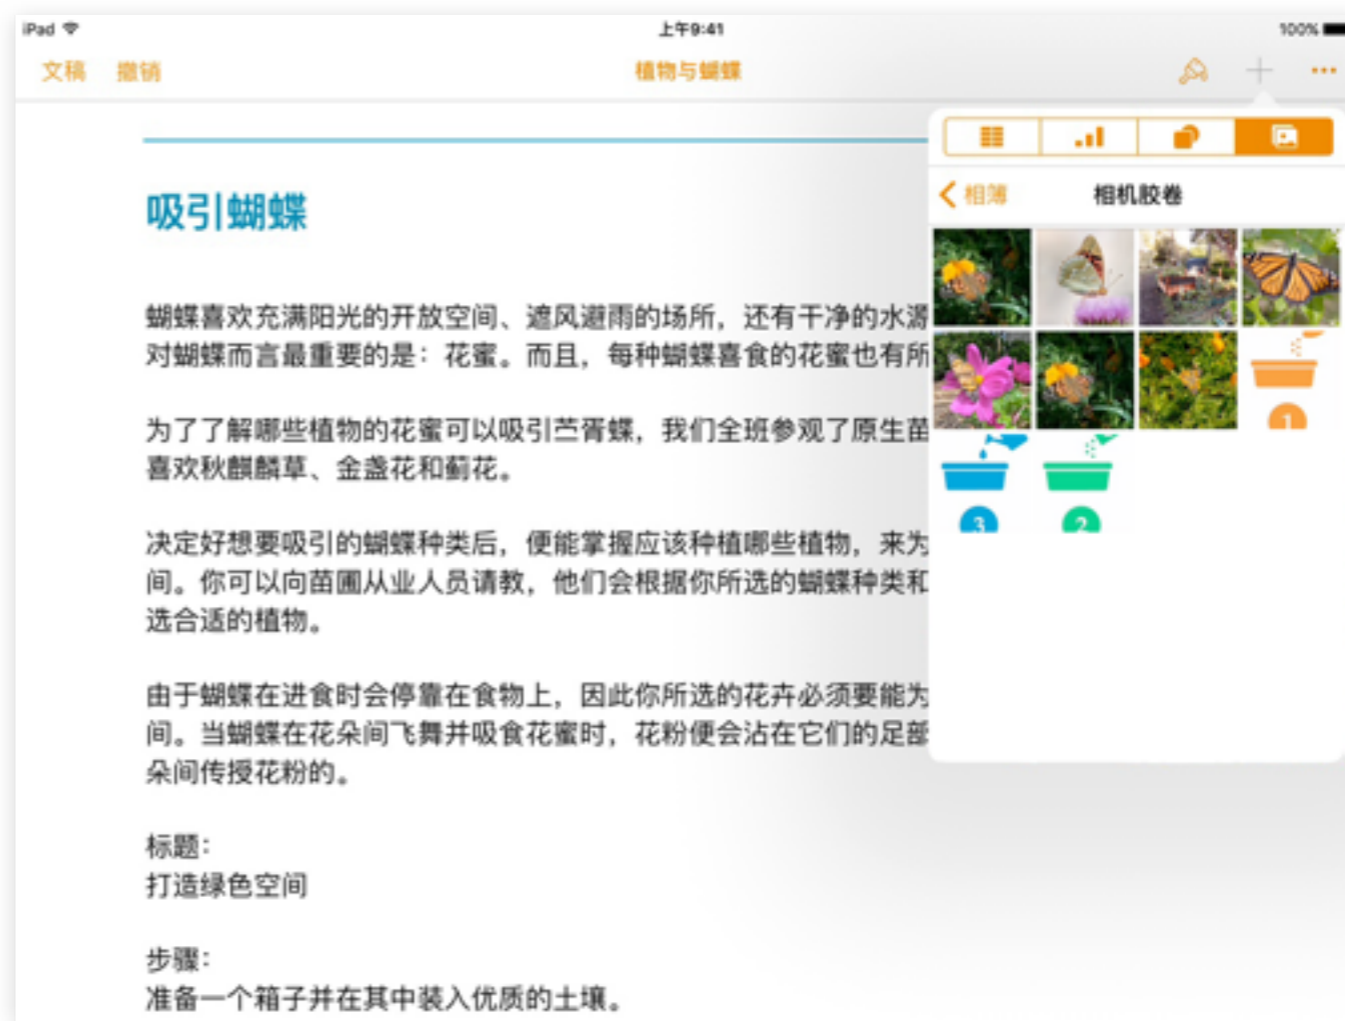 iPad 上午9:41 100%
文稿 撤销 植物与蝴蝶
相簿 相机胶卷
吸引蝴蝶
蝴蝶喜欢充满阳光的开放空间、遮风避雨的场所，还有干净的水源
对蝴蝶而言最重要的是：花蜜。而且，每种蝴蝶喜食的花蜜也有所
为了了解哪些植物的花蜜可以吸引苎胥蝶，我们全班参观了原生苗
喜欢秋麒麟草、金盏花和蓟花。
决定好想要吸引的蝴蝶种类后，便能掌握应该种植哪些植物，来为
间。你可以向苗圃从业人员请教，他们会根据你所选的蝴蝶种类和
选合适的植物。
由于蝴蝶在进食时会停靠在食物上，因此你所选的花卉必须要能为
间。当蝴蝶在花朵间飞舞并吸食花蜜时，花粉便会沾在它们的足部
朵间传授花粉的。
标题：
打造绿色空间
步骤：
准备一个箱子并在其中装入优质的土壤。
1
3 2